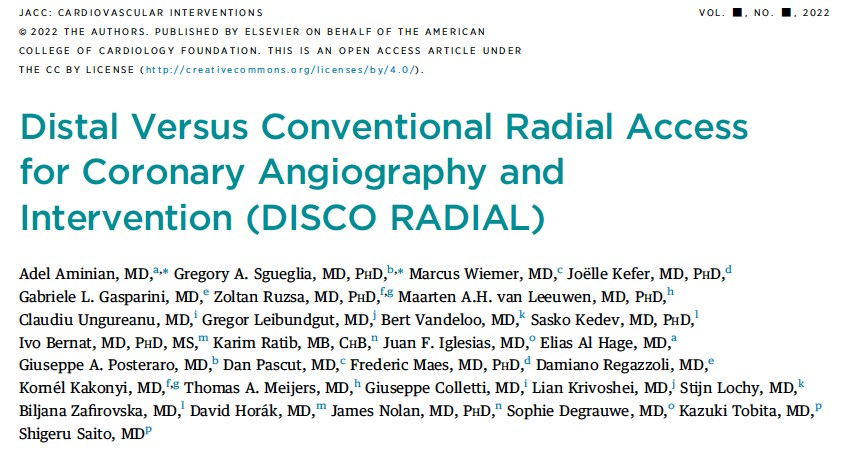 JACC: CARDIOVASCULAR INTERVENTIONS
VOL. ■, NO. ■, 2022
© 2022 THE AUTHORS. PUBLISHED BY ELSEVIER ON BEHALF OF THE AMERICAN
COLLEGE OF CARDIOLOGY FOUNDATION. THIS IS AN OPEN ACCESS ARTICLE UNDER
THE CC BY LICENSE (http://creativecommons.org/licenses/by/4.0/).
Distal Versus Conventional Radial Access
for Coronary Angiography and
Intervention (DISCO RADIAL)
Adel Aminian, MD,a,* Gregory A. Sgueglia, MD, PhD,b,* Marcus Wiemer, MD,c Joëlle Kefer, MD, PhD,d
Gabriele L. Gasparini, MD,e Zoltan Ruzsa, MD, PhD,f,g Maarten A.H. van Leeuwen, MD, PhD,h
Claudiu Ungureanu, MD,i Gregor Leibundgut, MD,j Bert Vandeloo, MD,k Sasko Kedev, MD, PhD,l
Ivo Bernat, MD, PhD, MS,m Karim Ratib, MB, ChB,n Juan F. Iglesias, MD,o Elias Al Hage, MD,a
Giuseppe A. Posteraro, MD,b Dan Pascut, MD,c Frederic Maes, MD, PhD,d Damiano Regazzoli, MD,e
Kornél Kakonyi, MD,f,g Thomas A. Meijers, MD,h Giuseppe Colletti, MD,i Lian Krivoshei, MD,j Stijn Lochy, MD,k
Biljana Zafirovska, MD,l David Horák, MD,m James Nolan, MD, PhD,n Sophie Degrauwe, MD,o Kazuki Tobita, MD,p
Shigeru Saito, MDp